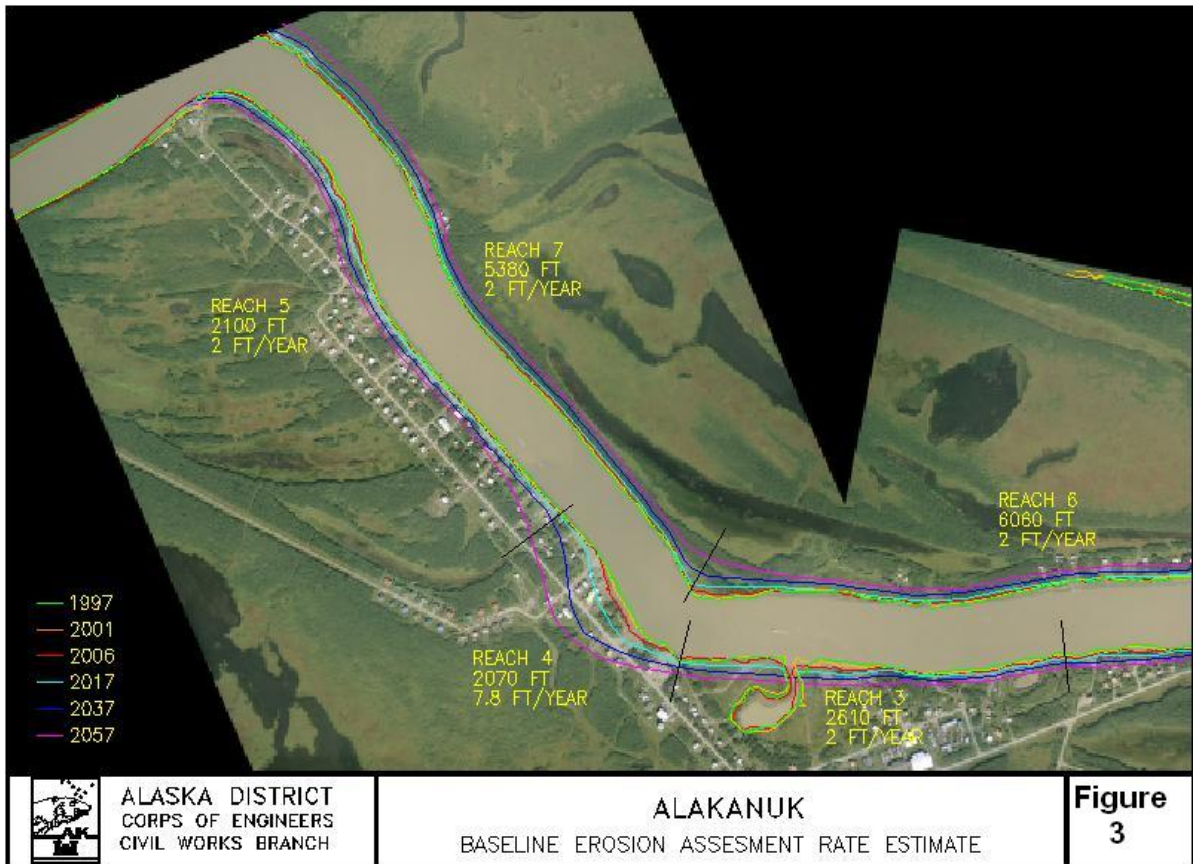 REACH 7
5380 FT
2 FT/YEAR
REACH 5
2100 FT
2 FT/YEAR
REACH 6
6060 FT
2 FT/YEAR
1997
2001
2006
2017
2037
2057
REACH 4
2070 FT
7.8 FT/YEAR
REACH 3
2610 FT
2 FT/YEAR
AK
ALASKA DISTRICT
CORPS OF ENGINEERS
CIVIL WORKS BRANCH
ALAKANUK
BASELINE EROSION ASSESMENT RATE ESTIMATE
Figure
3